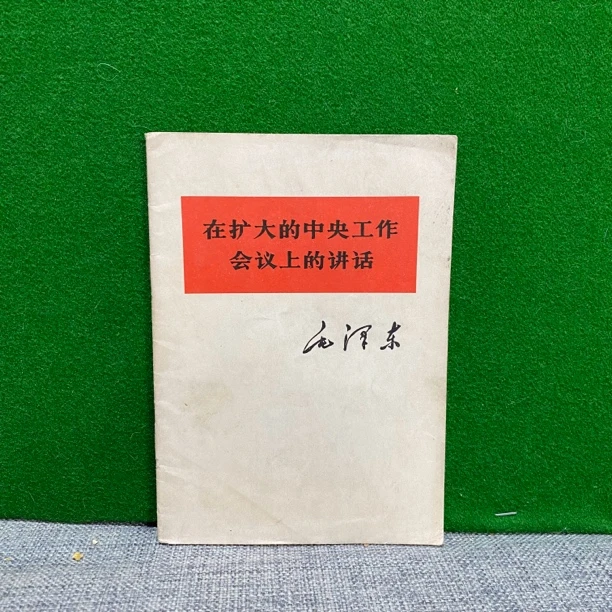 在扩大的中央工作
会议上的讲话
毛泽东